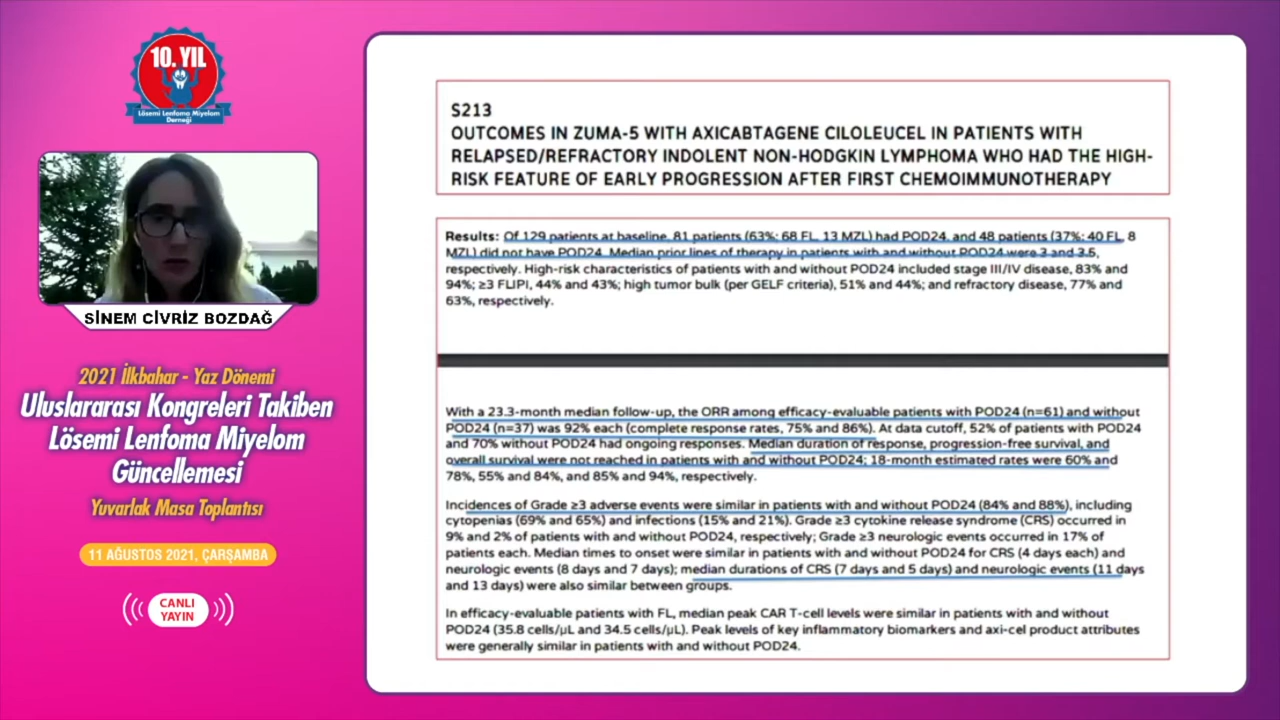 10. YIL
Lösemi Lenfoma Miyelom
Derneği
SİNEM CİVRİZ BOZDAĞ
2021 İlkbahar - Yaz Dönemi
Uluslararası Kongreleri Takiben
Lösemi Lenfoma Miyelom
Güncellemesi
Yuvarlak Masa Toplantısı
11 AĞUSTOS 2021, ÇARŞAMBA
CANLI
YAYIN
S213
OUTCOMES IN ZUMA-5 WITH AXICABTAGENE CILOLEUCEL IN PATIENTS WITH
RELAPSED/REFRACTORY INDOLENT NON-HODGKIN LYMPHOMA WHO HAD THE HIGH-
RISK FEATURE OF EARLY PROGRESSION AFTER FIRST CHEMOIMMUNOTHERAPY
Results: Of 129 patients at baseline, 81 patients (63%; 68 FL, 13 MZL) had POD24, and 48 patients (37%; 40 FL, 8
MZL) did not have POD24. Median prior lines of therapy in patients with and without POD24 were 3 and 3.5,
respectively. High-risk characteristics of patients with and without POD24 included stage III/IV disease, 83% and
94%; ≥3 FLIPI, 44% and 43%; high tumor bulk (per GELF criteria), 51% and 44%; and refractory disease, 77% and
63%, respectively.
With a 23.3-month median follow-up, the ORR among efficacy-evaluable patients with POD24 (n=61) and without
POD24 (n=37) was 92% each (complete response rates, 75% and 86%). At data cutoff, 52% of patients with POD24
and 70% without POD24 had ongoing responses. Median duration of response, progression-free survival, and
overall survival were not reached in patients with and without POD24; 18-month estimated rates were 60% and
78%, 55% and 84%, and 85% and 94%, respectively.
Incidences of Grade ≥3 adverse events were similar in patients with and without POD24 (84% and 88%), including
cytopenias (69% and 65%) and infections (15% and 21%). Grade ≥3 cytokine release syndrome (CRS) occurred in
9% and 2% of patients with and without POD24, respectively; Grade ≥3 neurologic events occurred in 17% of
patients each. Median times to onset were similar in patients with and without POD24 for CRS (4 days each) and
neurologic events (8 days and 7 days); median durations of CRS (7 days and 5 days) and neurologic events (11 days
and 13 days) were also similar between groups.
In efficacy-evaluable patients with FL, median peak CAR T-cell levels were similar in patients with and without
POD24 (35.8 cells/µL and 34.5 cells/µL). Peak levels of key inflammatory biomarkers and axi-cel product attributes
were generally similar in patients with and without POD24.